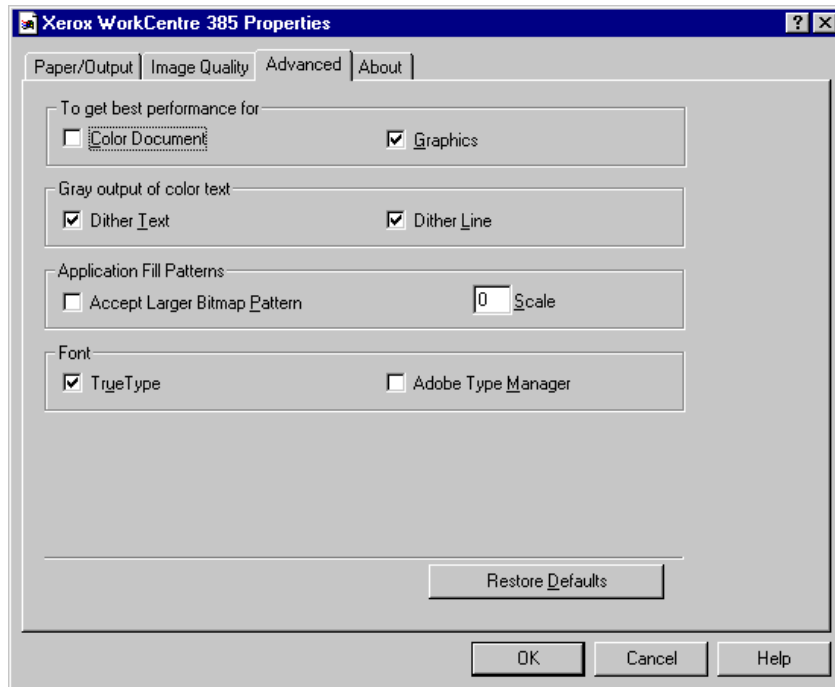 Xerox WorkCentre 385 Properties
Paper/Output Image Quality Advanced About
To get best performance for
Color Document Graphics
Gray output of color text
Dither Text Dither Line
Application Fill Patterns
Accept Larger Bitmap Pattern 0 Scale
Font
TrueType Adobe Type Manager
Restore Defaults
OK Cancel Help